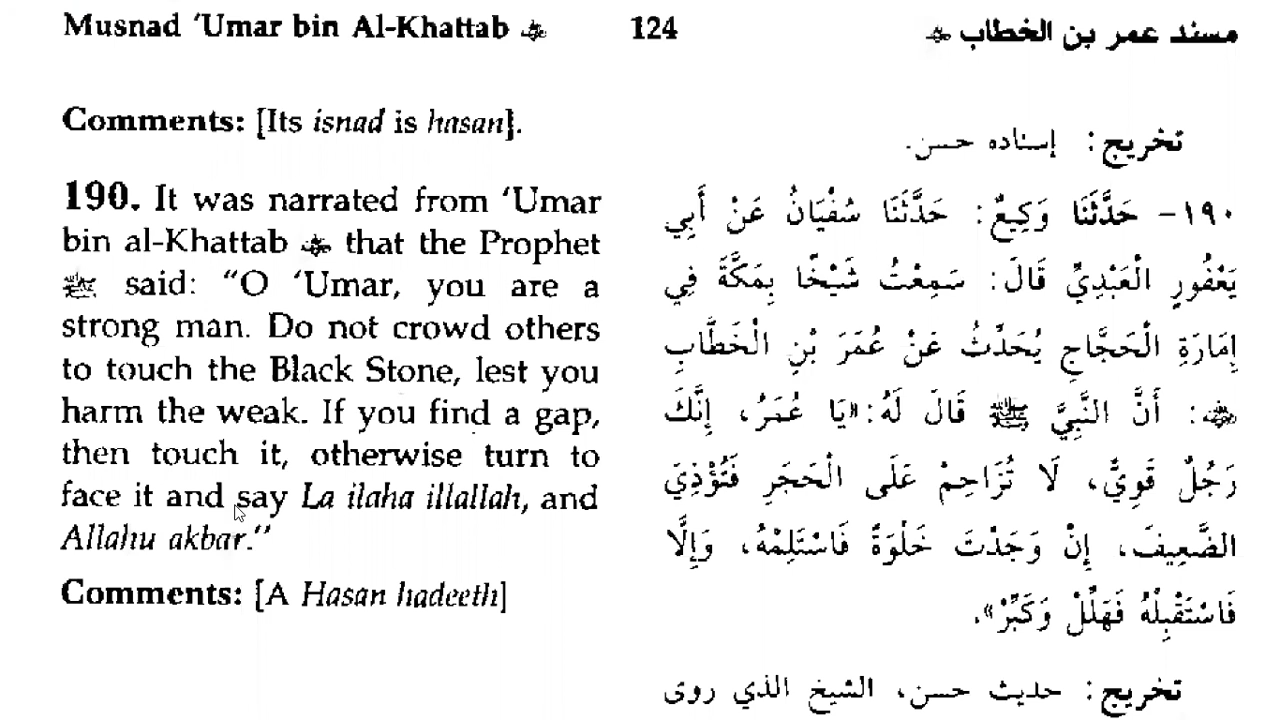 Musnad ‘Umar bin Al-Khattab ﷛ 124 مسند عمر بن الخطاب ﷛
Comments: [Its isnad is hasan].
190. It was narrated from ‘Umar
bin al-Khattab that the Prophet
ﷺ said: “O ‘Umar, you are a
strong man. Do not crowd others
to touch the Black Stone, lest you
harm the weak. If you find a gap,
then touch it, otherwise turn to
face it and say La ilaha illallah, and
Allahu akbar.”
Comments: [A Hasan hadeeth]
تخريج: إسناده حسن.
١٩٠- حَدَّثَنَا وَكِيعٌ: حَدَّثَنَا سُفْيَانُ عَنْ أَبِي
يَعْفُورٍ الْعَبْدِيِّ قَالَ: سَمِعْتُ شَيْخًا بِمَكَّةَ فِي
إِمَارَةِ الْحَجَّاجِ يُحَدِّثُ عَنْ عُمَرَ بْنِ الْخَطَّابِ
: أَنَّ النَّبِيَّ ﷺ قَالَ لَهُ: «يَا عُمَرُ، إِنَّكَ
رَجُلٌ قَوِيٌّ، لَا تُزَاحِمْ عَلَى الْحَجَرِ فَتُؤْذِيَ
الضَّعِيفَ، إِنْ وَجَدْتَ خَلْوَةً فَاسْتَلِمْهُ، وَإِلَّا
فَاسْتَقْبِلْهُ فَهَلِّلْ وَكَبِّرْ».
تخريج: حديث حسن، الشيخ الذي روى